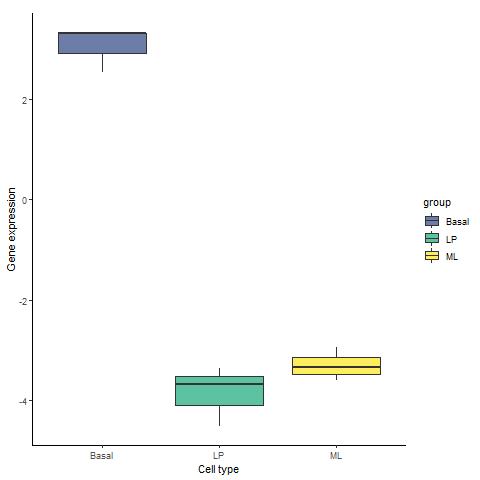 Gene expression
2
0
-2
-4
Basal LP ML
Cell type
group
Basal
LP
ML